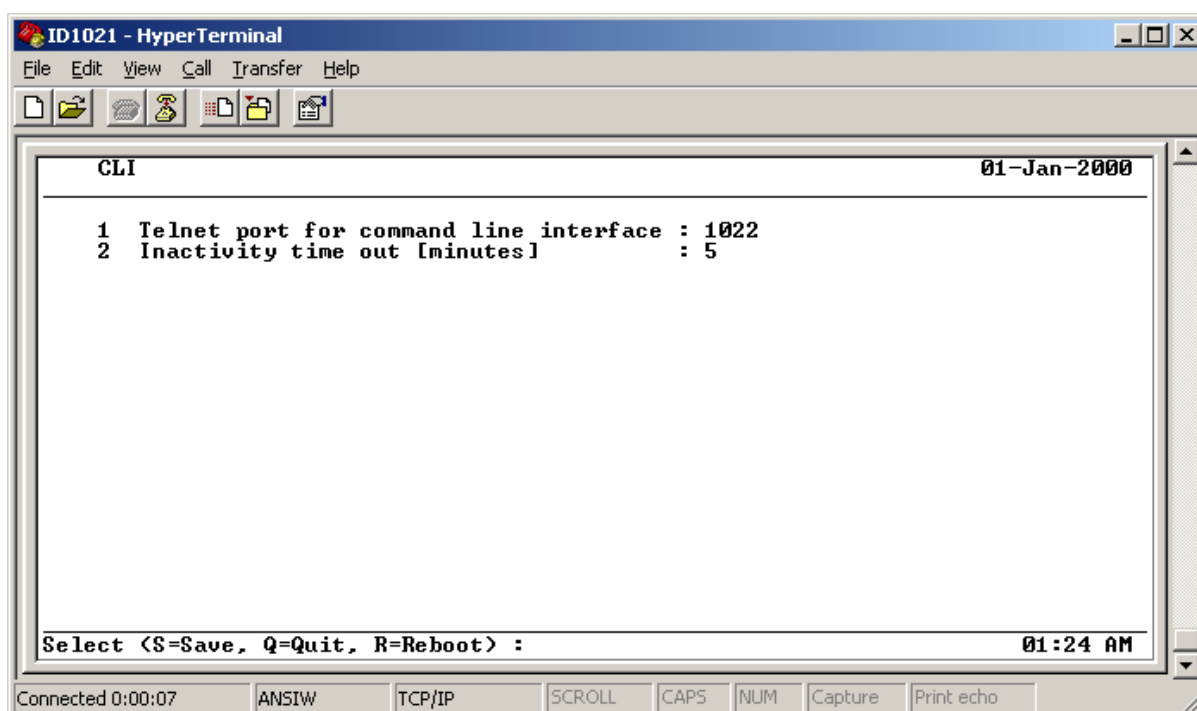 ID1021 - HyperTerminal
File Edit View Call Transfer Help
CLI 01-Jan-2000
1 Telnet port for command line interface : 1022
2 Inactivity time out [minutes] : 5
Select (S=Save, Q=Quit, R=Reboot) : 01:24 AM
Connected 0:00:07 ANSIW TCP/IP SCROLL CAPS NUM Capture Print echo